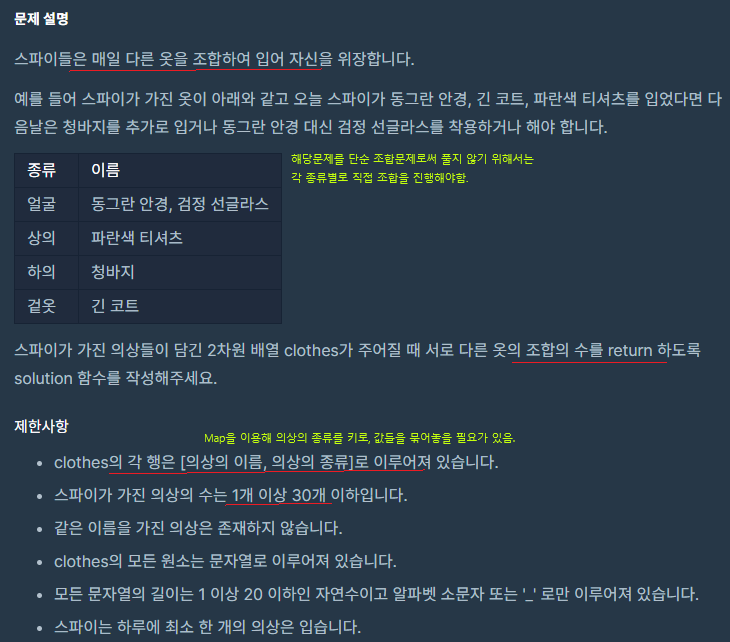 문제 설명
스파이들은 매일 다른 옷을 조합하여 입어 자신을 위장합니다.
예를 들어 스파이가 가진 옷이 아래와 같고 오늘 스파이가 동그란 안경, 긴 코트, 파란색 티셔츠를 입었다면 다
음날은 청바지를 추가로 입거나 동그란 안경 대신 검정 선글라스를 착용하거나 해야 합니다.
해당문제를 단순 조합문제로써 풀지 않기 위해서는
각 종류별로 직접 조합을 진행해야함.
종류 이름
얼굴 동그란 안경, 검정 선글라스
상의 파란색 티셔츠
하의 청바지
겉옷 긴 코트
스파이가 가진 의상들이 담긴 2차원 배열 clothes가 주어질 때 서로 다른 옷의 조합의 수를 return 하도록
solution 함수를 작성해주세요.
제한사항
Map을 이용해 의상의 종류를 키로, 값들을 묶어놓을 필요가 있음.
• clothes의 각 행은 [의상의 이름, 의상의 종류]로 이루어져 있습니다.
• 스파이가 가진 의상의 수는 1개 이상 30개 이하입니다.
• 같은 이름을 가진 의상은 존재하지 않습니다.
• clothes의 모든 원소는 문자열로 이루어져 있습니다.
• 모든 문자열의 길이는 1 이상 20 이하인 자연수이고 알파벳 소문자 또는 '_' 로만 이루어져 있습니다.
• 스파이는 하루에 최소 한 개의 의상은 입습니다.